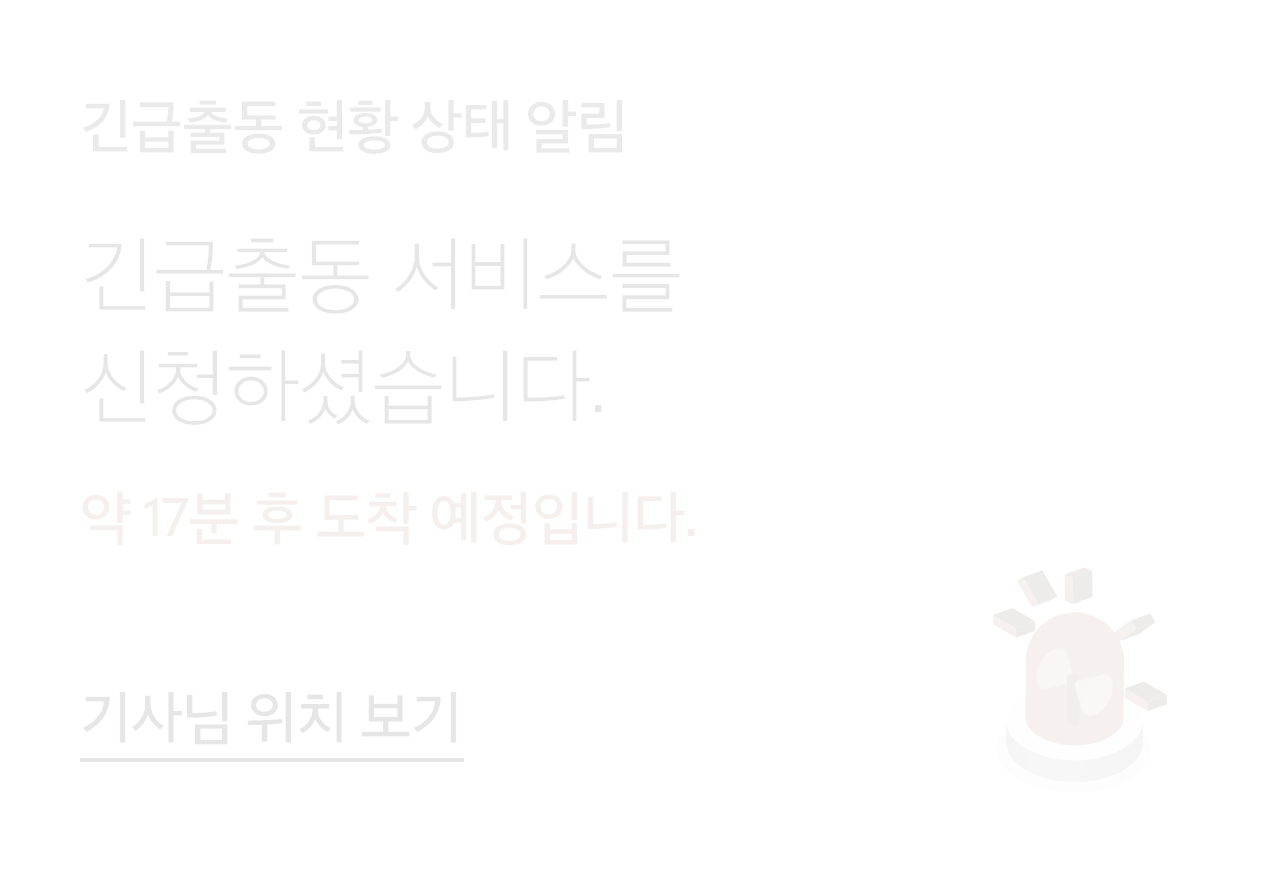 긴급출동 현황 상태 알림
긴급출동 서비스를
신청하셨습니다.
약 17분 후 도착 예정입니다.
기사님 위치 보기